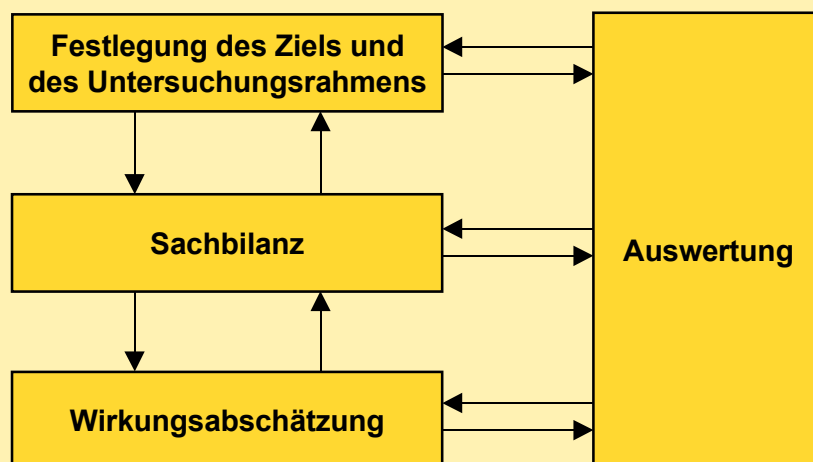 Festlegung des Ziels und
des Untersuchungsrahmens
Sachbilanz
Auswertung
Wirkungsabschätzung